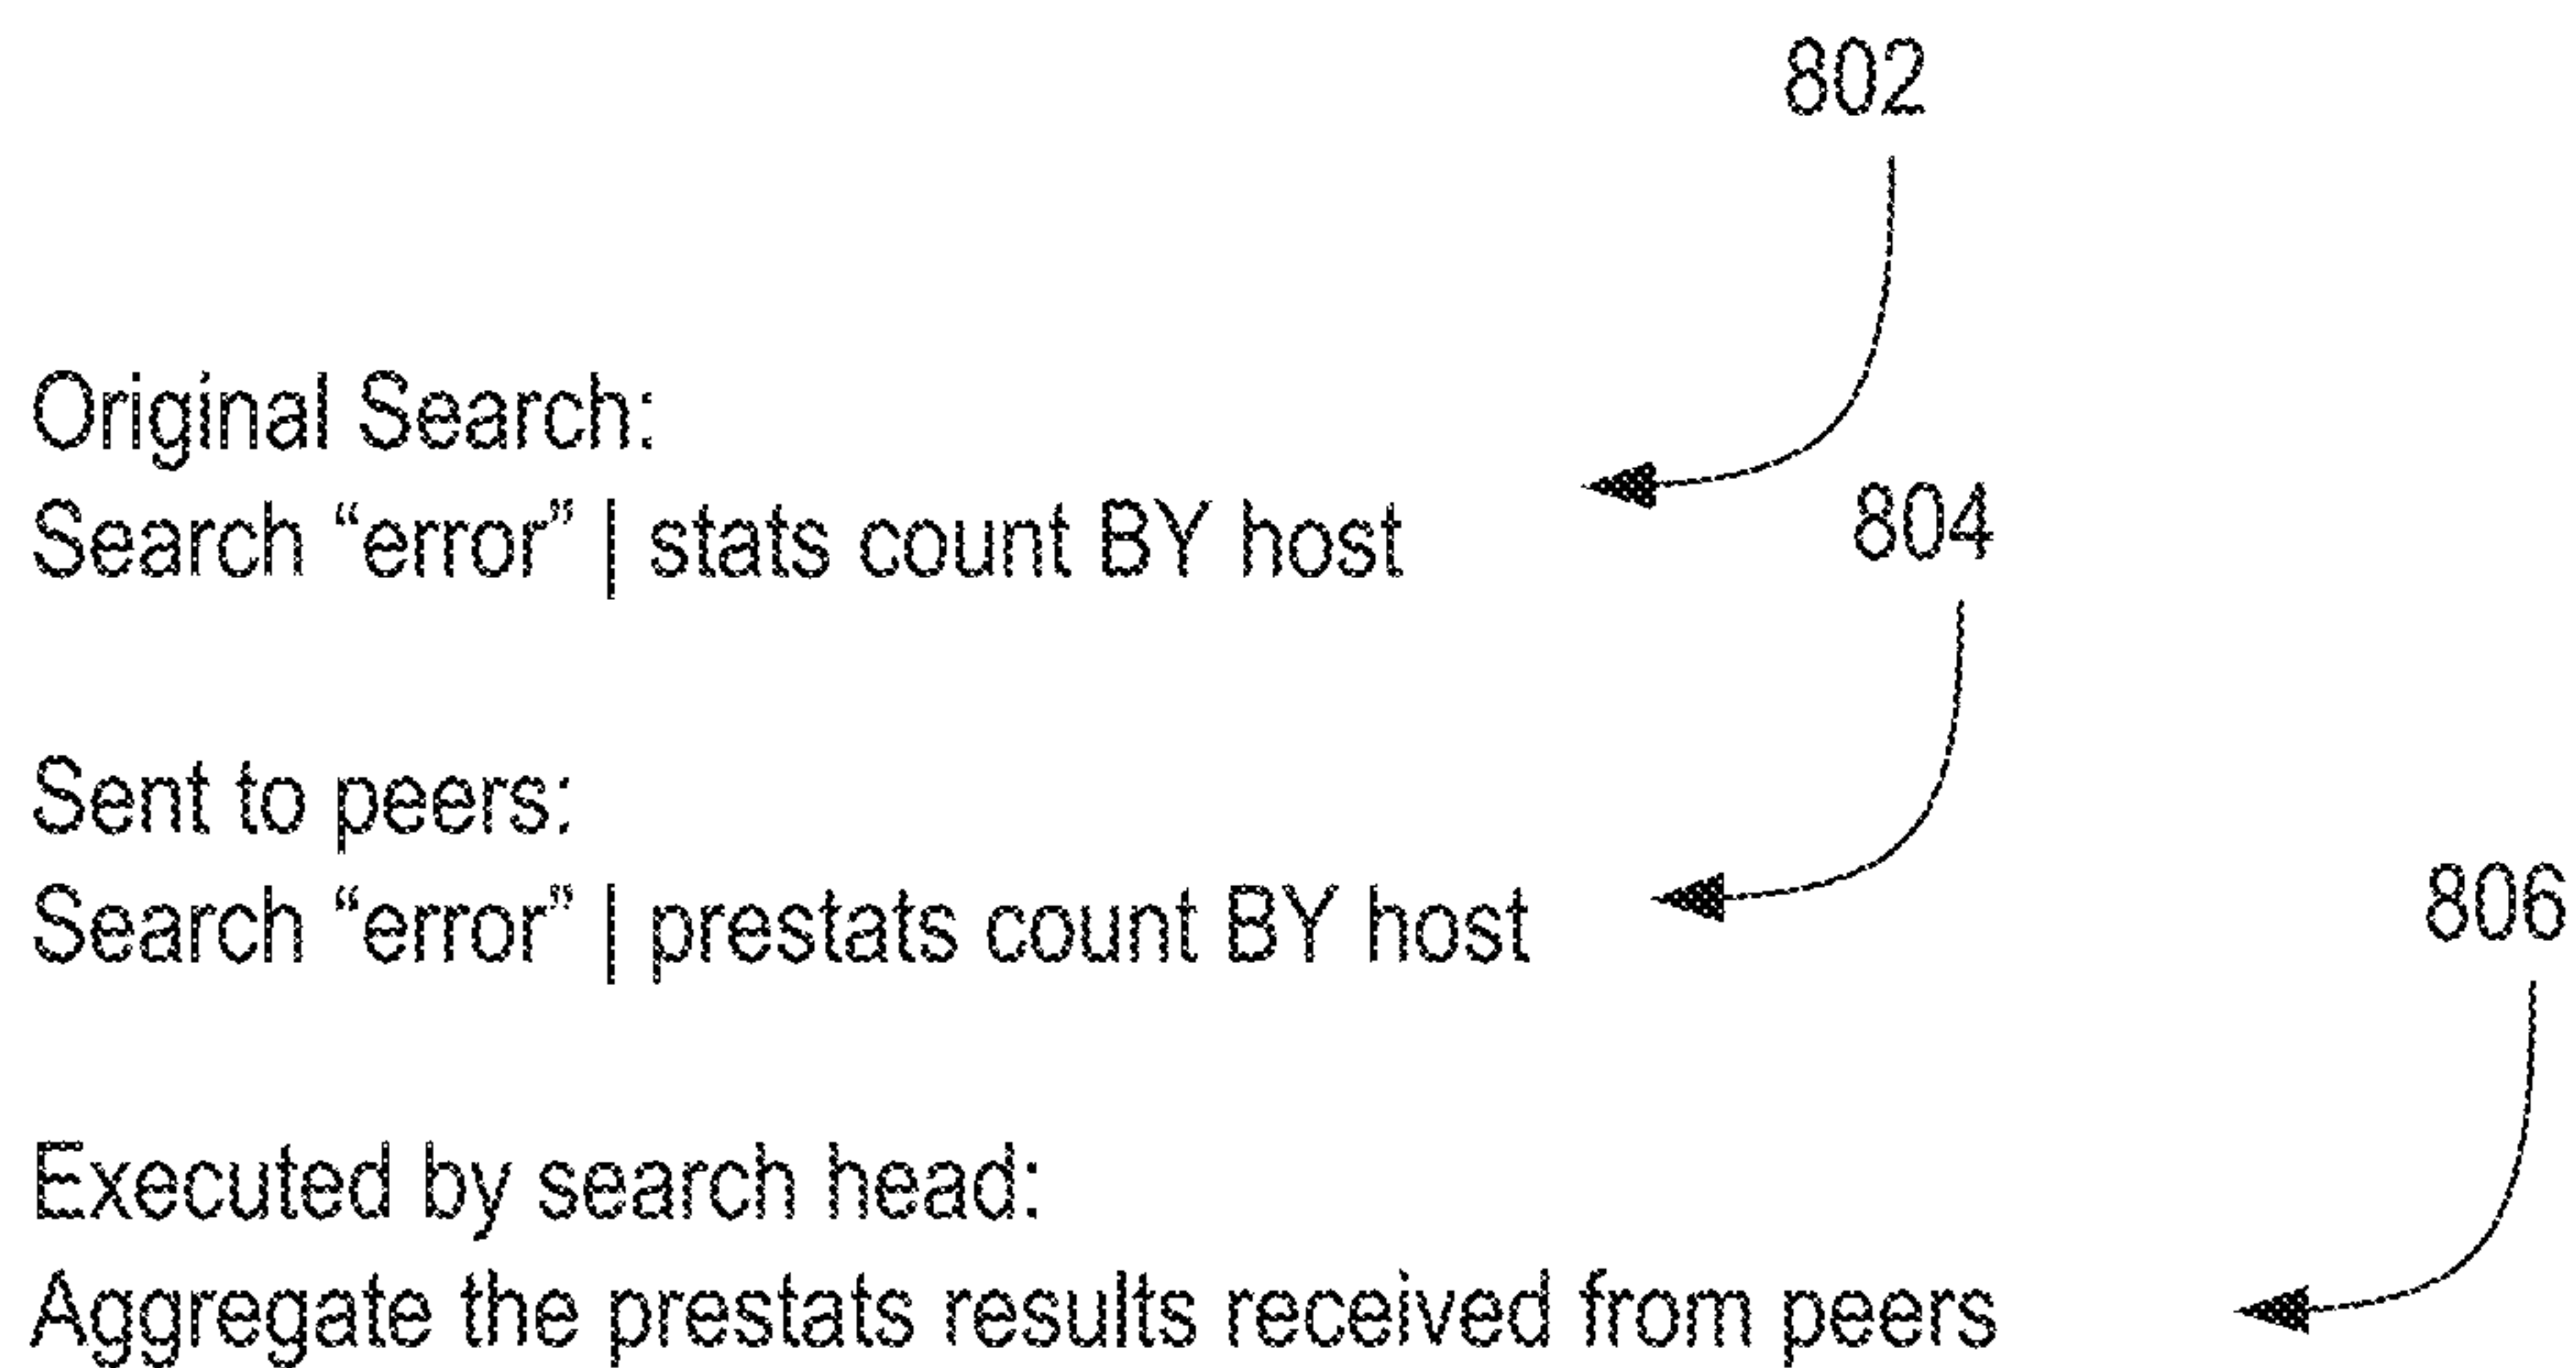 802
Original Search:
Search “error” | stats count BY host
804
Sent to peers:
Search “error” | prestats count BY host
806
Executed by search head:
Aggregate the prestats results received from peers